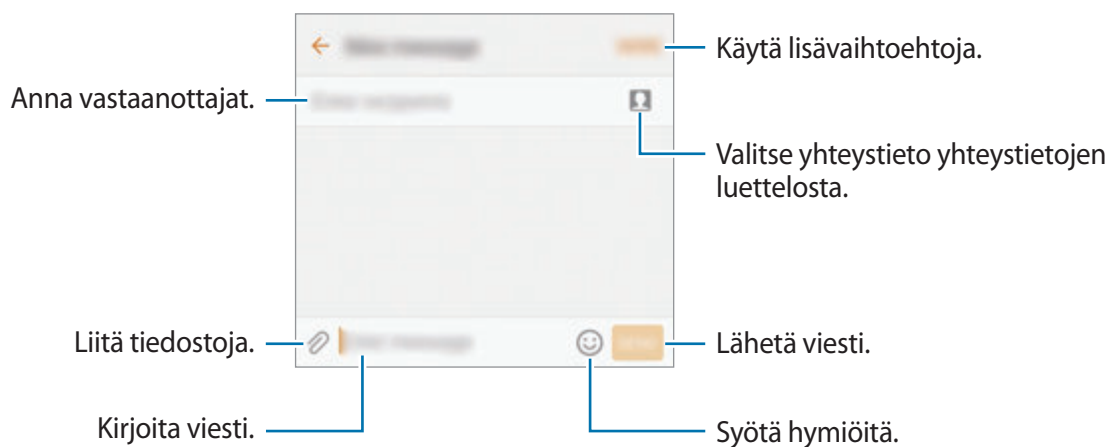 Käytä lisävaihtoehtoja.
Anna vastaanottajat.
Valitse yhteystieto yhteystietojen
luettelosta.
Liitä tiedostoja.
Lähetä viesti.
Kirjoita viesti.
Syötä hymiöitä.